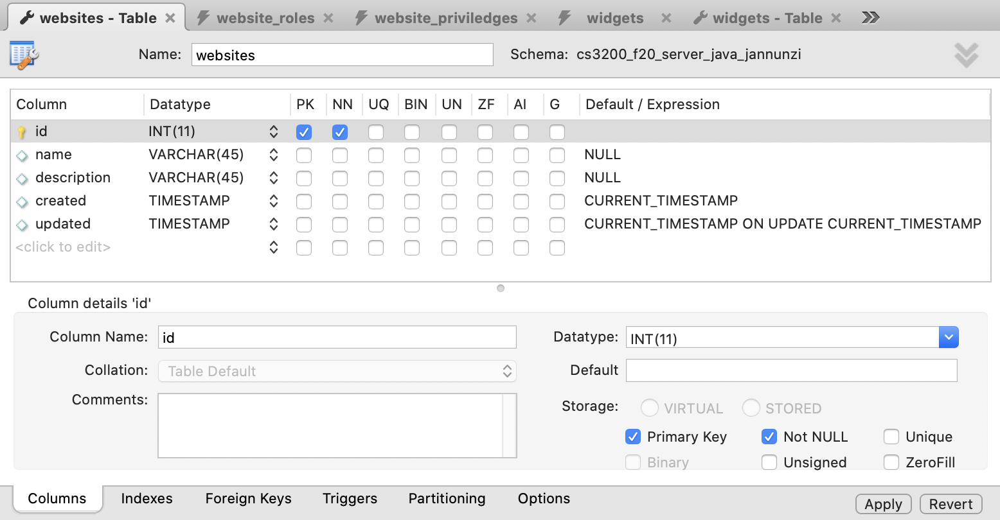 websites - Table website_roles website_priviledges widgets widgets - Table
Name: websites Schema: cs3200_f20_server_java_jannunzi
Column Datatype PK NN UQ BIN UN ZF AI G Default / Expression
id INT(11)
name VARCHAR(45) NULL
description VARCHAR(45) NULL
created TIMESTAMP CURRENT_TIMESTAMP
updated TIMESTAMP CURRENT_TIMESTAMP ON UPDATE CURRENT_TIMESTAMP
<click to edit>
Column details 'id'
Column Name: id Datatype: INT(11)
Collation: Table Default Default
Comments: Storage: VIRTUAL STORED
Primary Key Not NULL Unique
Binary Unsigned ZeroFill
Columns Indexes Foreign Keys Triggers Partitioning Options Apply Revert